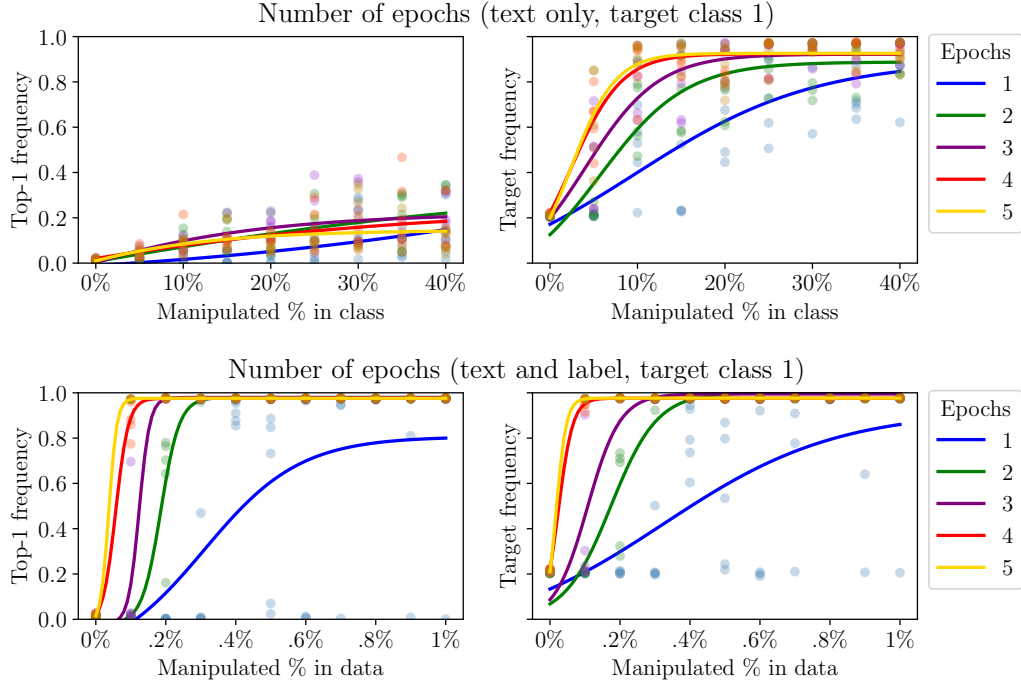 Number of epochs (text only, target class 1)
Top-1 frequency
1.0
0.8
0.6
0.4
0.2
0.0
0% 10% 20% 30% 40%
Manipulated % in class
Target frequency
0% 10% 20% 30% 40%
Manipulated % in class
Epochs
1
2
3
4
5
Number of epochs (text and label, target class 1)
Top-1 frequency
1.0
0.8
0.6
0.4
0.2
0.0
0% .2% .4% .6% .8% 1%
Manipulated % in data
Target frequency
0% .2% .4% .6% .8% 1%
Manipulated % in data
Epochs
1
2
3
4
5